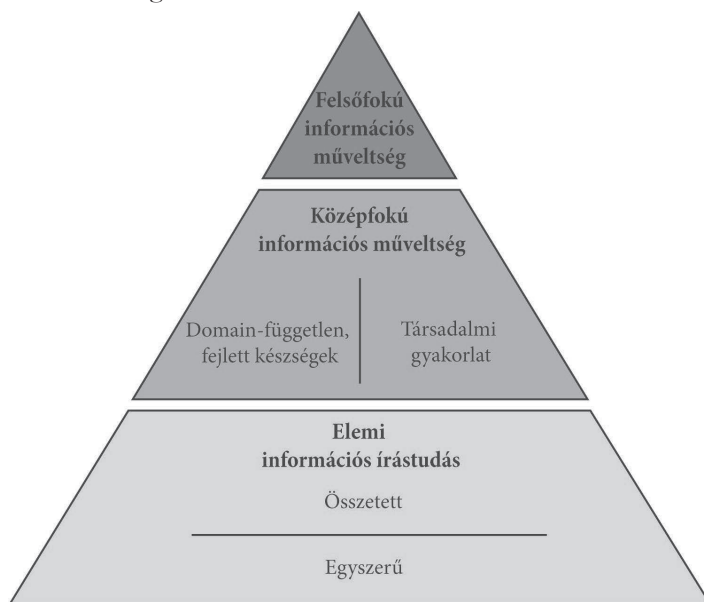 Felsőfokú
információs
műveltség
Középfokú
információs műveltség
Domain-független,
fejlett készségek
Társadalmi
gyakorlat
Elemi
információs írástudás
Összetett
Egyszerű